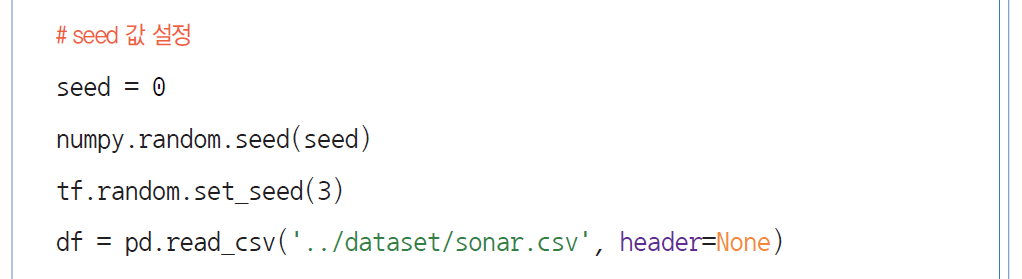 # seed 값 설정
seed = 0
numpy.random.seed(seed)
tf.random.set_seed(3)
df = pd.read_csv('../dataset/sonar.csv', header=None)